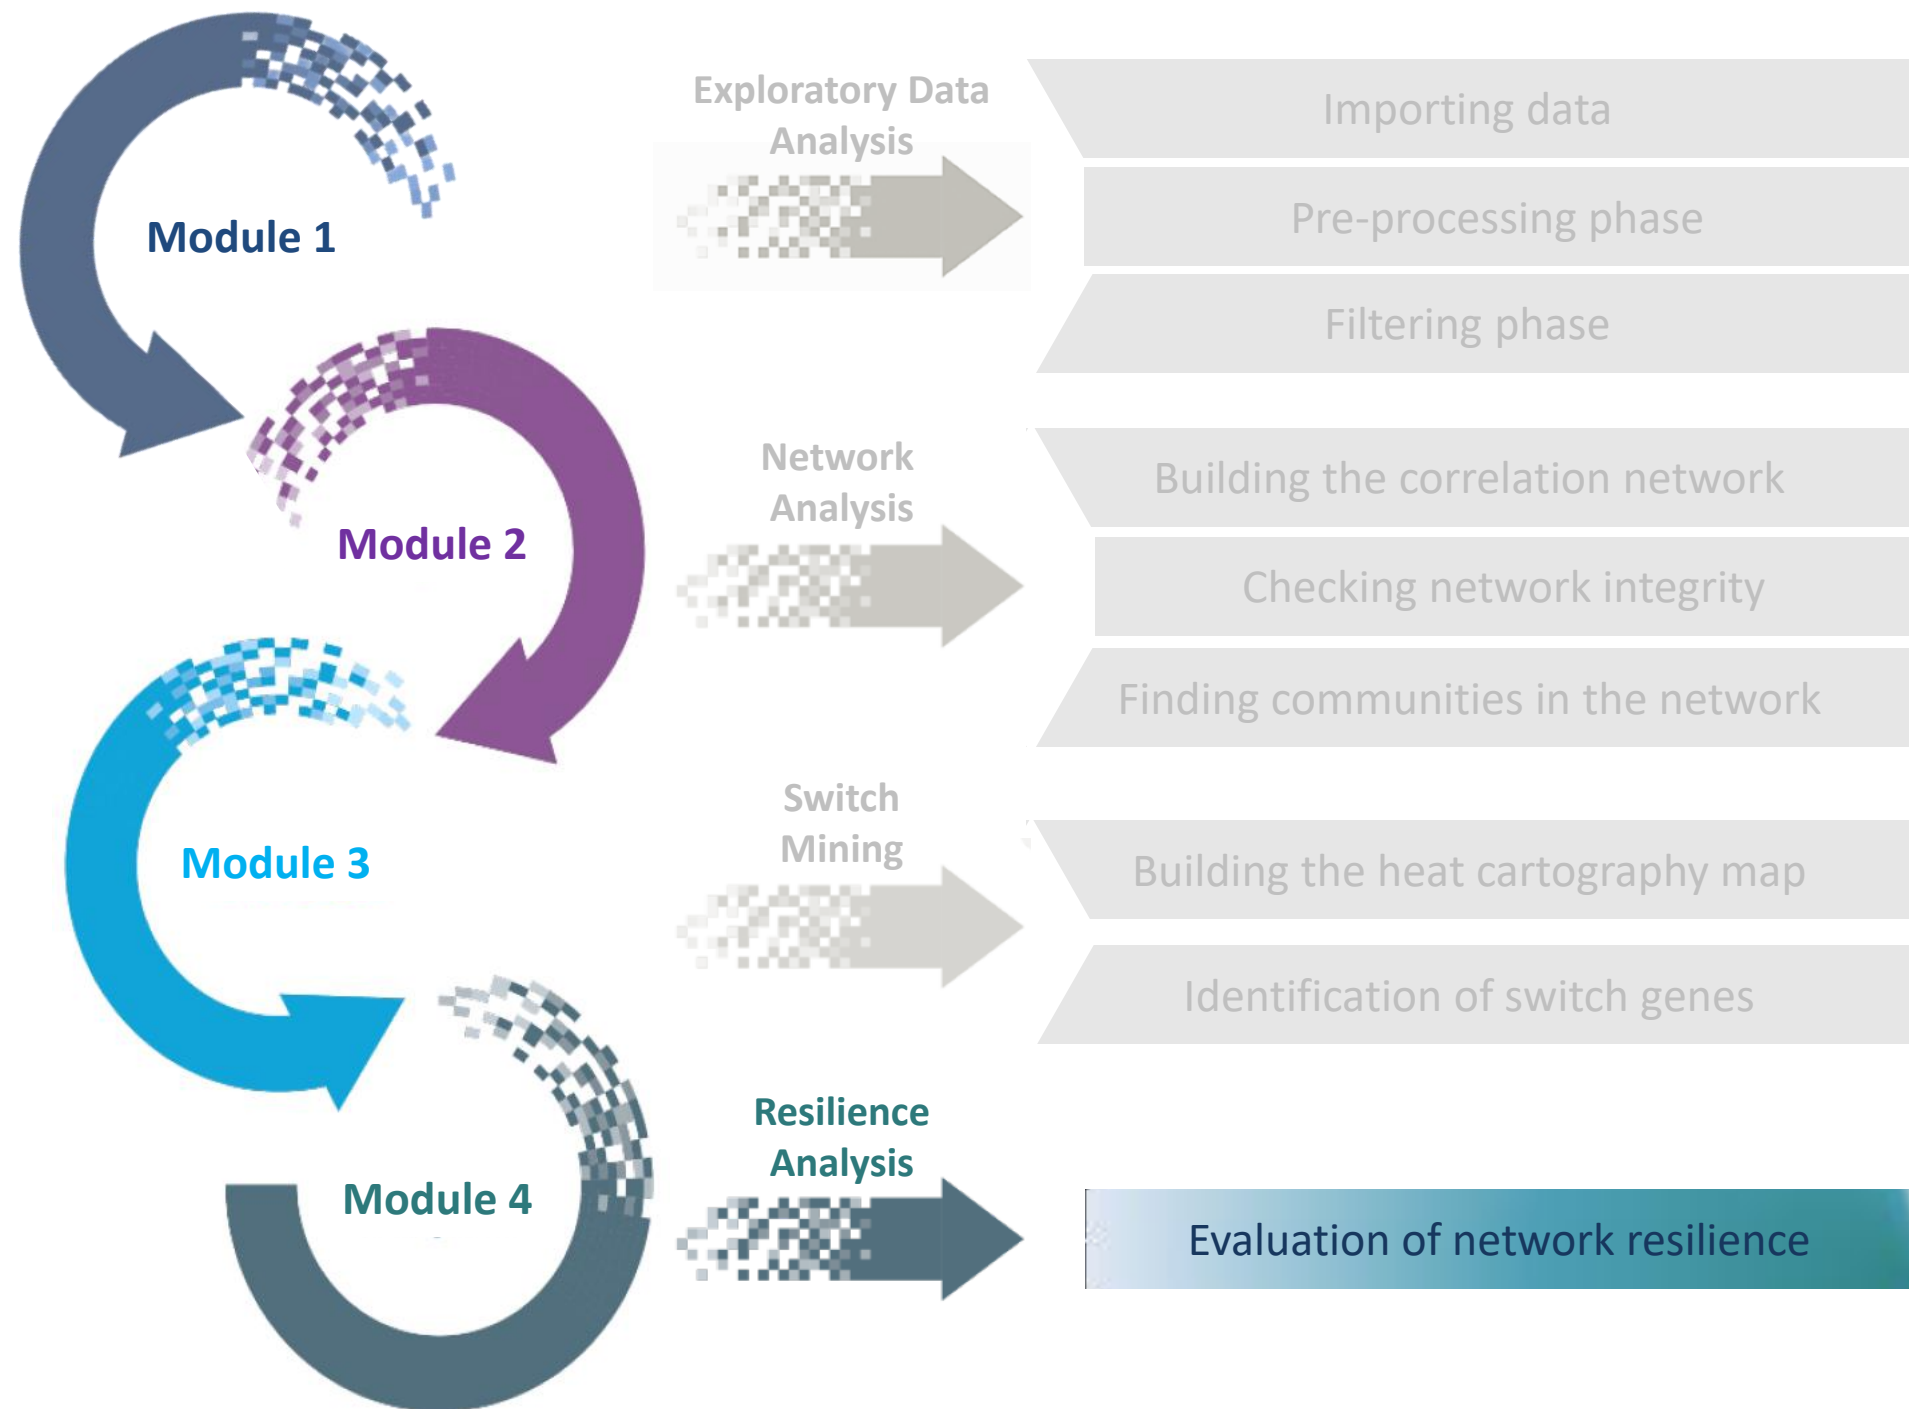 Module 1
Exploratory Data
Analysis
Importing data
Pre-processing phase
Filtering phase
Module 2
Network
Analysis
Building the correlation network
Checking network integrity
Finding communities in the network
Module 3
Switch
Mining
Building the heat cartography map
Identification of switch genes
Module 4
Resilience
Analysis
Evaluation of network resilience